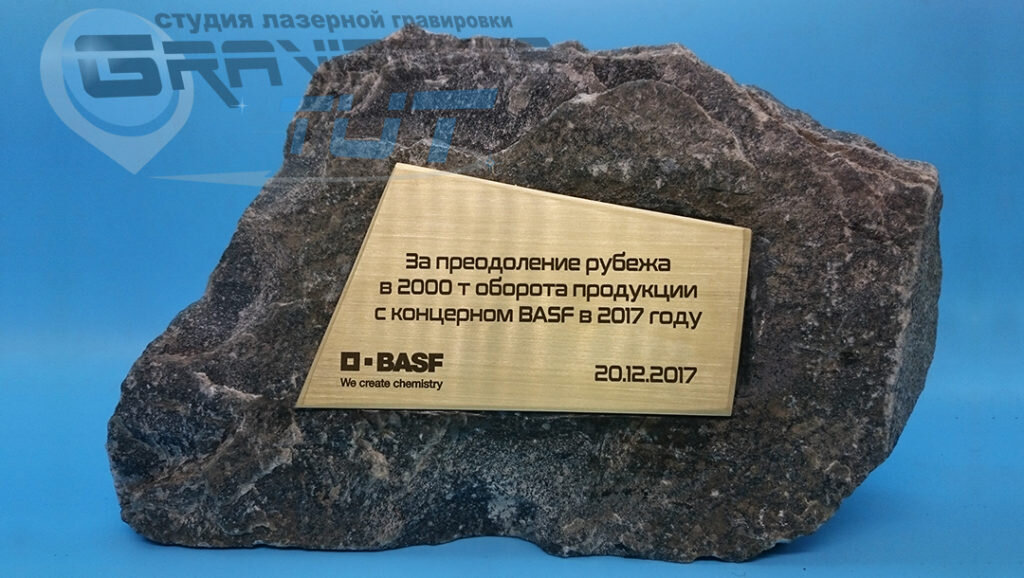 студия лазерной гравировки
За преодоление рубежа
в 2000 т оборота продукции
с концерном BASF в 2017 году
BASF
We create chemistry
20.12.2017